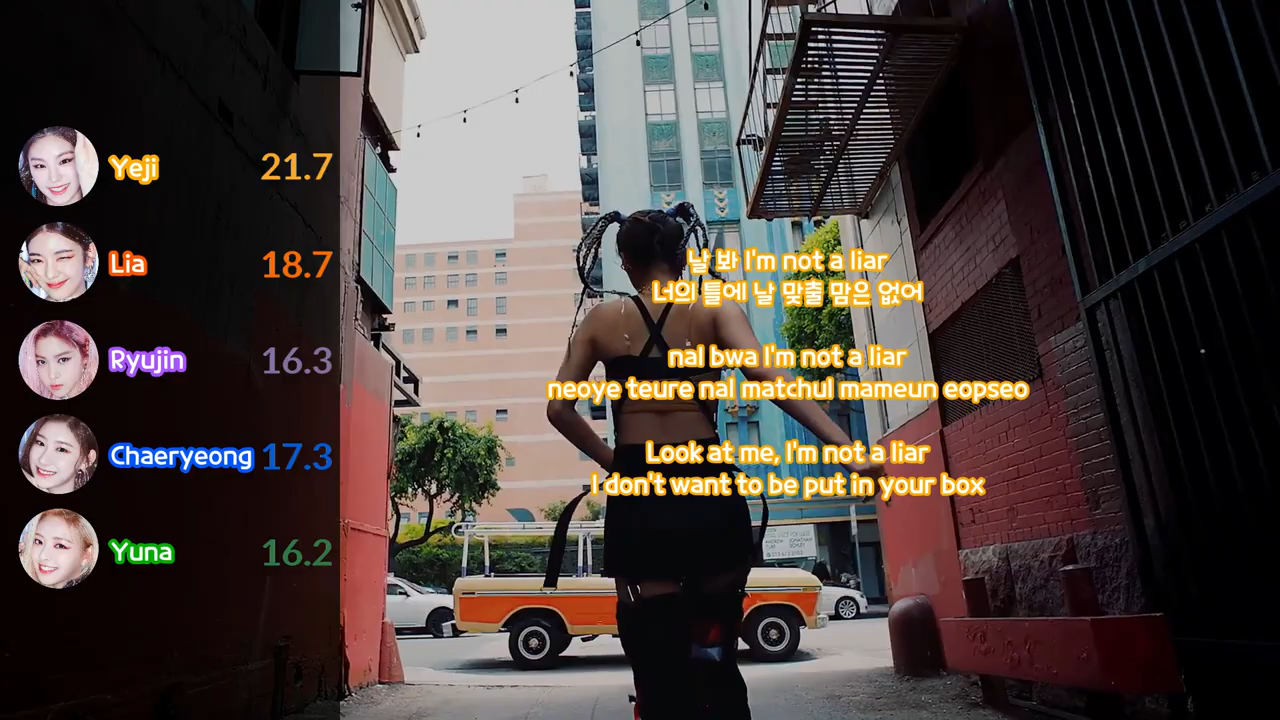 Yeji 21.7
Lia 18.7
Ryujin 16.3
Chaeryeong 17.3
Yuna 16.2
날 봐 I'm not a liar
너의 틀에 날 맞출 맘은 없어
nal bwa I'm not a liar
neoye teure nal matchul mameun eopseo
Look at me, I'm not a liar
I don't want to be put in your box